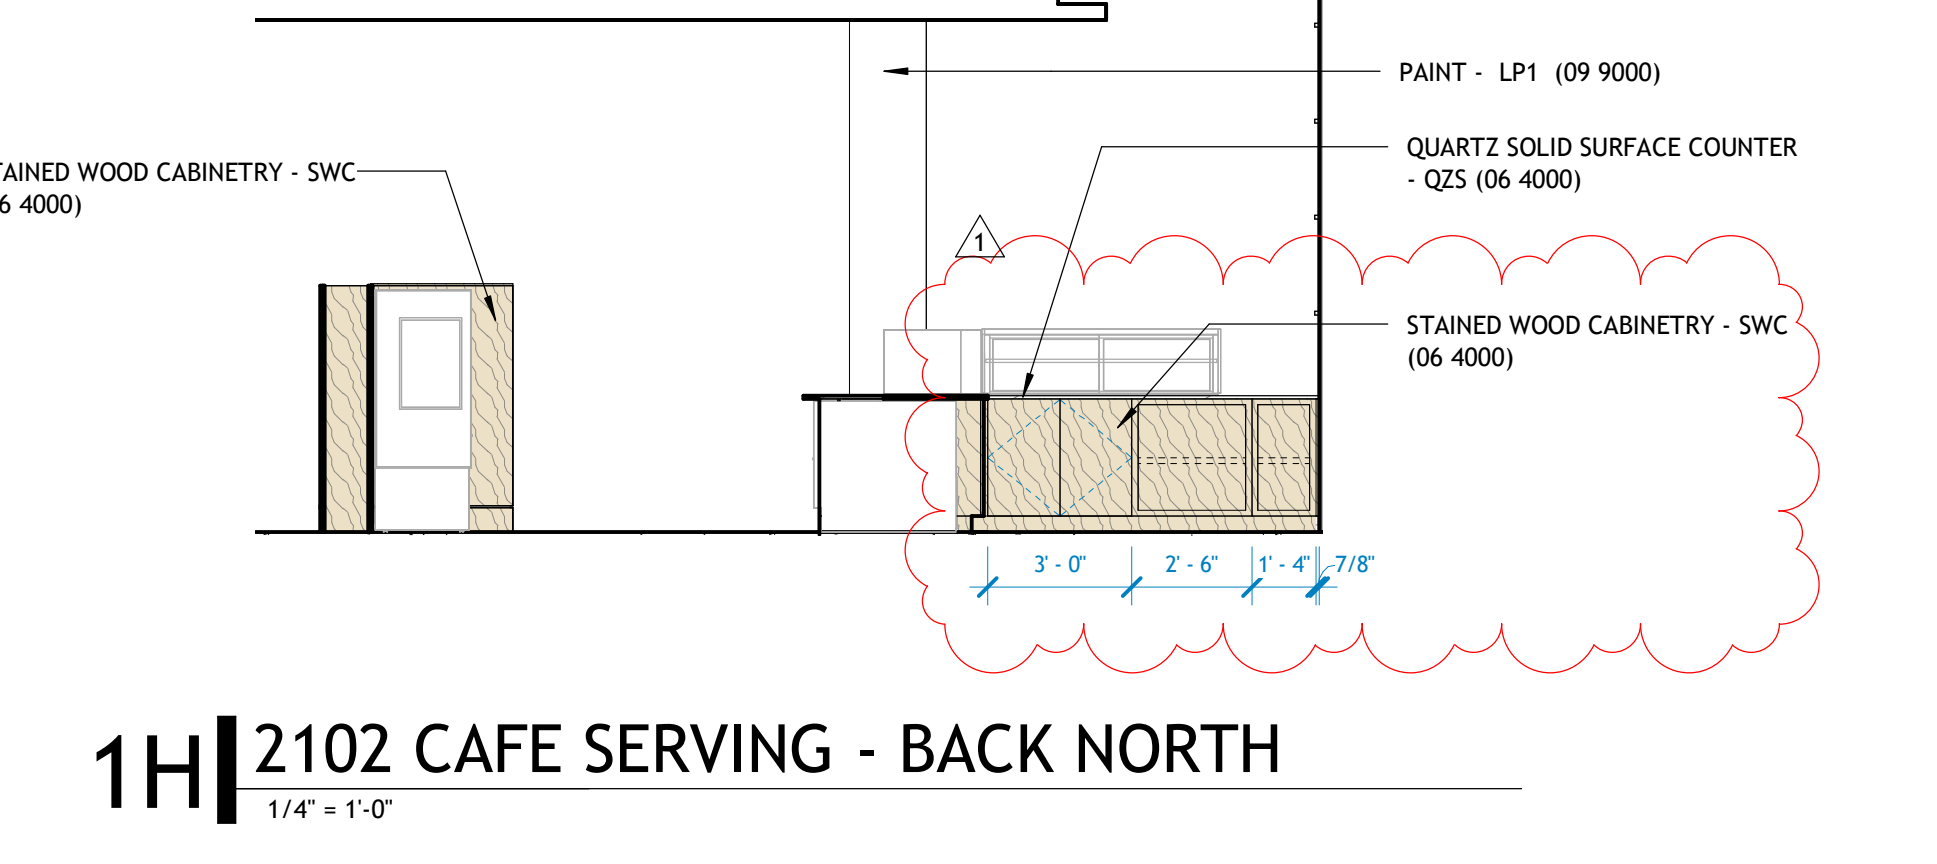 PAINT - LP1 (09 9000)
QUARTZ SOLID SURFACE COUNTER
- QZS (06 4000)
TAINED WOOD CABINETRY - SWC
6 4000)
1
STAINED WOOD CABINETRY - SWC
(06 4000)
3' - 0" 2' - 6" 1' - 4" 7/8"
1H 2102 CAFE SERVING - BACK NORTH
1/4" = 1'-0"